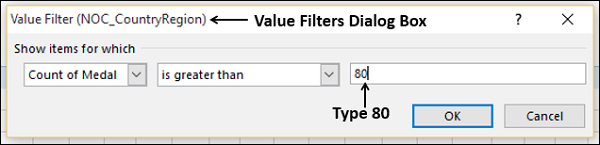 Value Filter (NOC_CountryRegion) Value Filters Dialog Box ? ×
Show items for which
Count of Medal is greater than 80
Type 80 OK Cancel